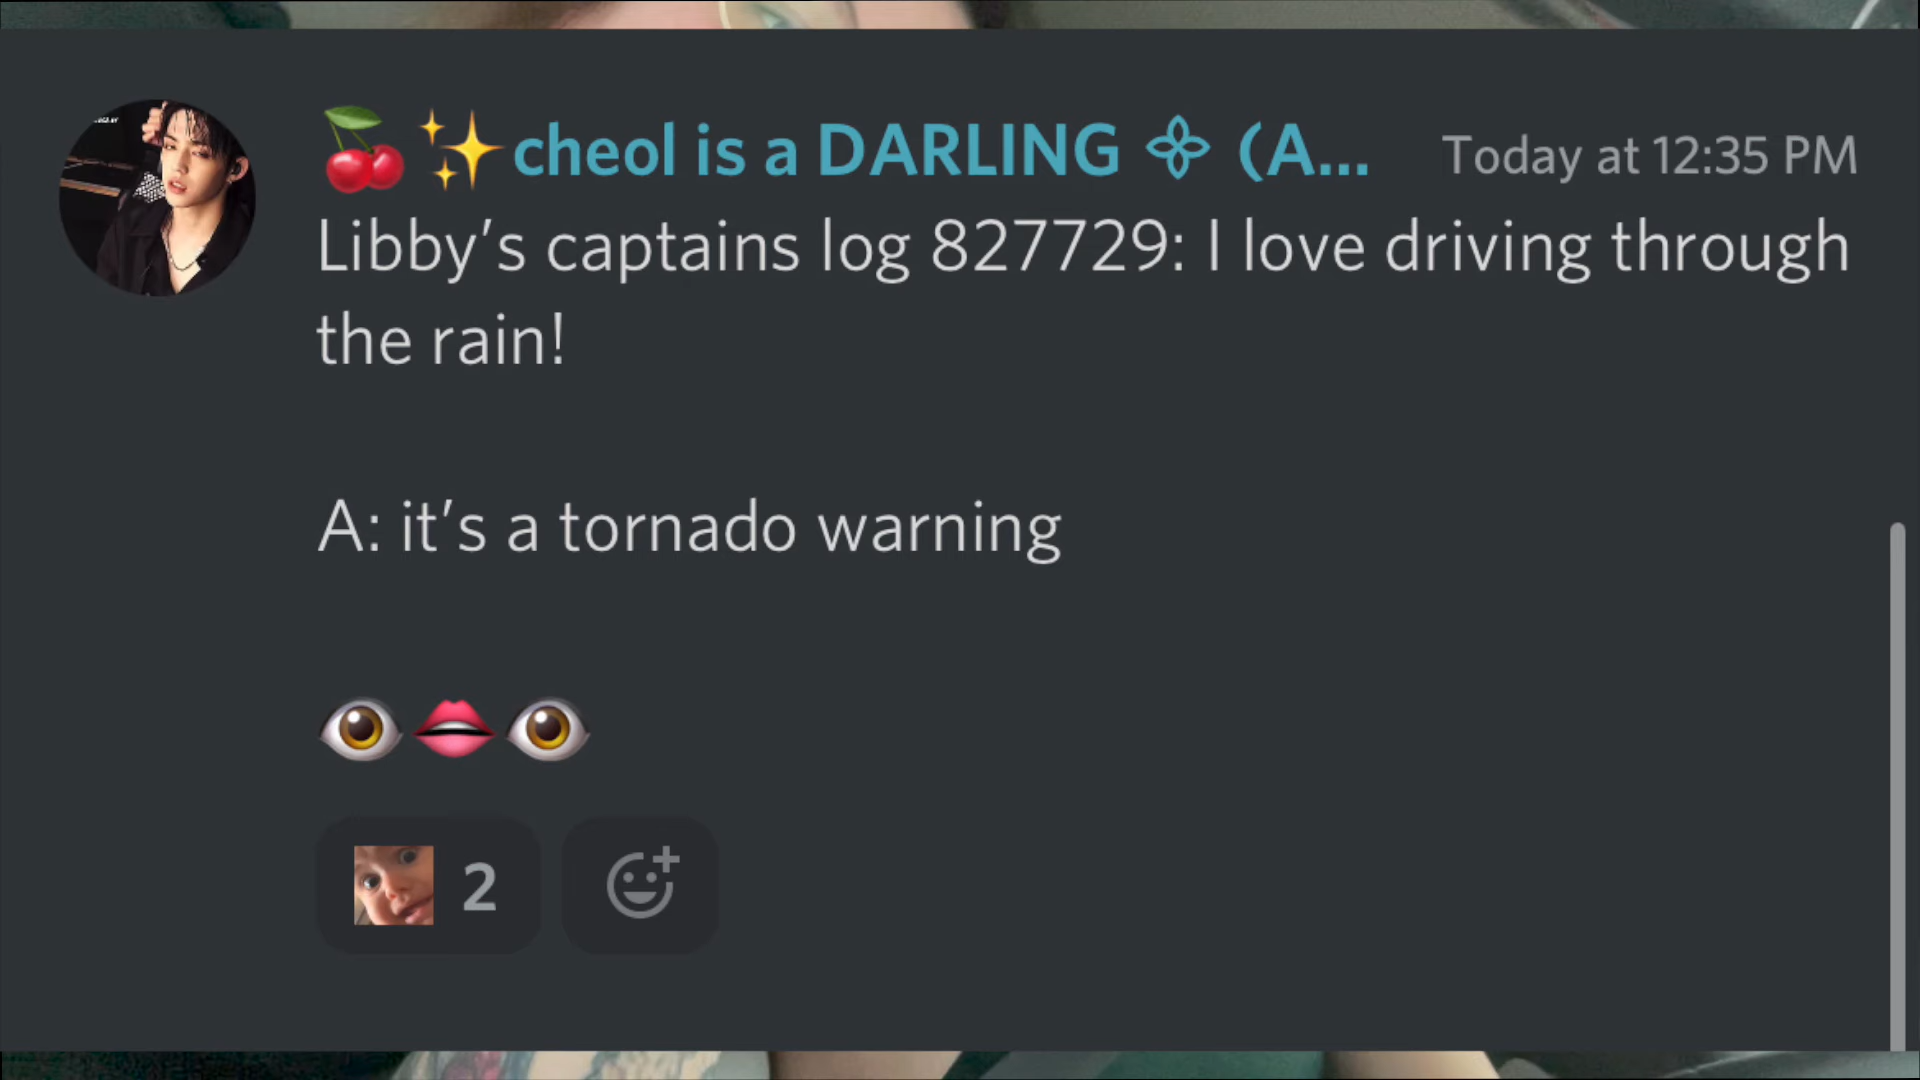 🍒✨cheol is a DARLING ✧ (A... Today at 12:35 PM
Libby’s captains log 827729: I love driving through
the rain!
A: it’s a tornado warning
👁👄👁
2